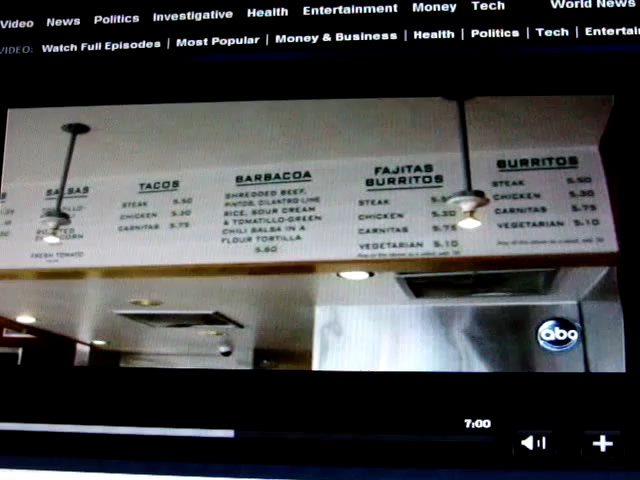 Video News Politics Investigative Health Entertainment Money Tech World News
VIDEO: Watch Full Episodes | Most Popular | Money & Business | Health | Politics | Tech |
SALSAS
FRESH TOMATO
TACOS
STEAK 5.50
CHICKEN 5.30
CARNITAS 5.75
BARBACOA
SHREDDED BEEF,
PINTOS, CILANTRO-LIME
RICE, SOUR CREAM
& TOMATILLO-GREEN
CHILI SALSA IN A
FLOUR TORTILLA
5.60
FAJITAS
BURRITOS
STEAK
CHICKEN 5.30
CARNITAS 5.75
VEGETARIAN 5.10
BURRITOS
STEAK 5.50
CHICKEN 5.30
CARNITAS 5.75
VEGETARIAN 5.10
abc
7:00